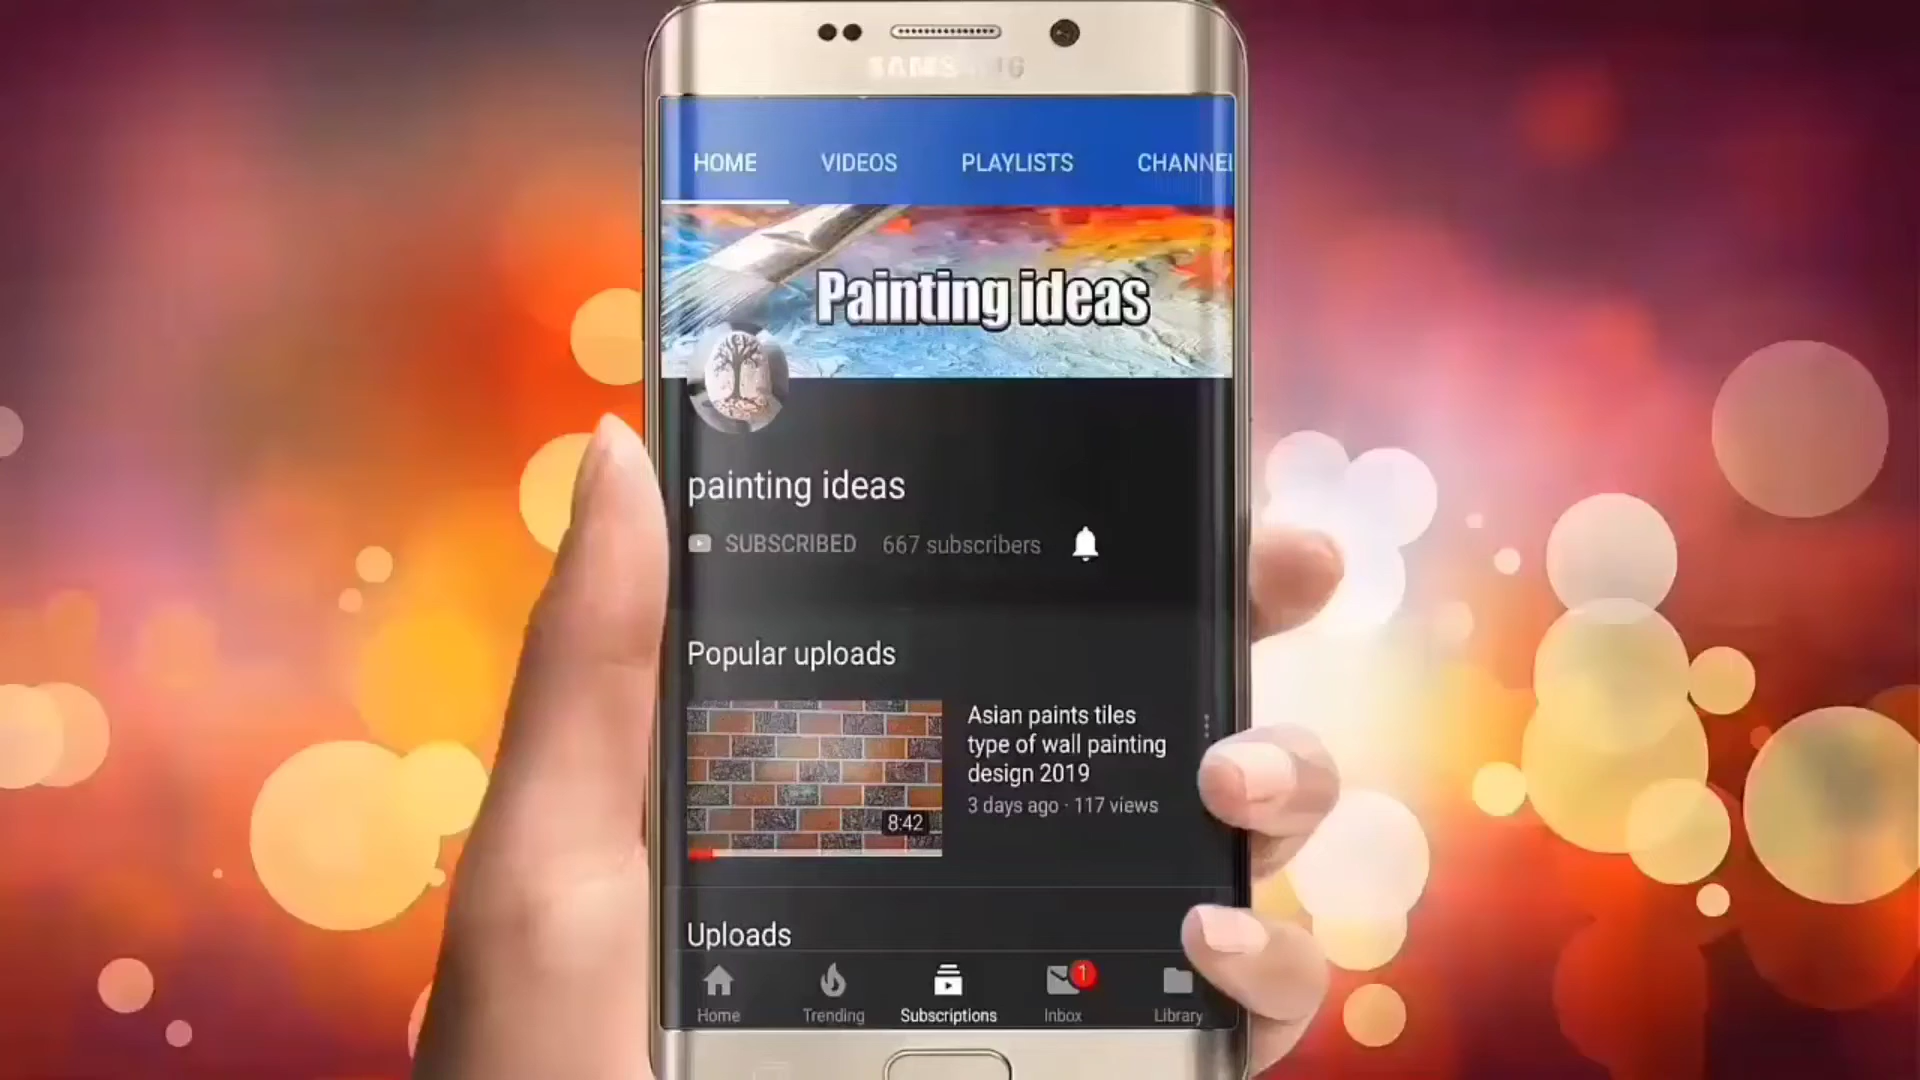 SAMSUNG
HOME VIDEOS PLAYLISTS CHANNEL
Painting ideas
painting ideas
SUBSCRIBED 667 subscribers
Popular uploads
Asian paints tiles
type of wall painting
design 2019
3 days ago · 117 views
8:42
Uploads
1
Home Trending Subscriptions Inbox Library